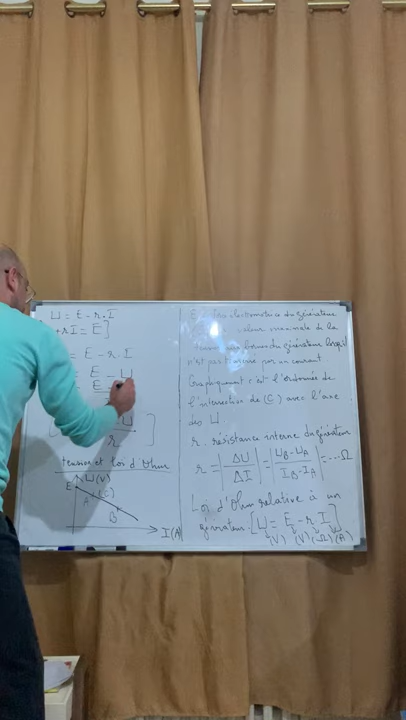 U = E - r.I
+rI = E]
= E - r.I
E - U
r ]
tension et loi d'Ohm
U(V)
E
A (C)
B
I(A)
E force électromotrice du générateur
valeur maximale de la
tension aux bornes du générateur lorsqu'il
n'est pas traversé par un courant.
Graphiquement c'est l'ordonnée de
l'intersection de (C) avec l'axe
des U
r : résistance interne du générateur
r = |ΔU/ΔI| = |U_B - U_A / I_B - I_A| = ...Ω
Loi d'Ohm relative à un
générateur : [U = E - r.I]
(V) (V) (Ω) (A)